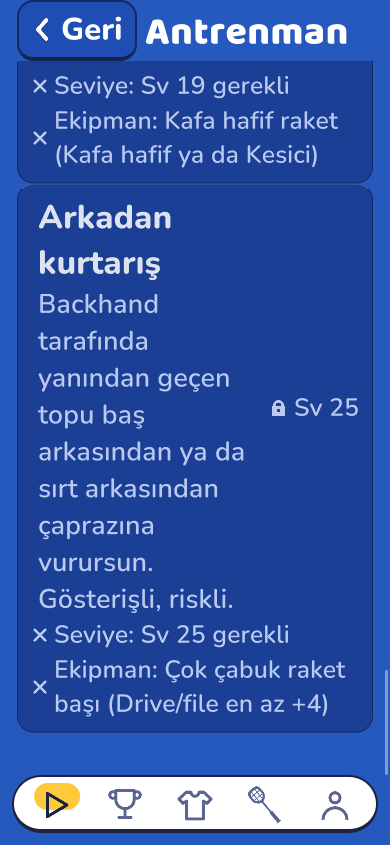 Geri
Antrenman
Seviye: Sv 19 gerekli
Ekipman: Kafa hafif raket
(Kafa hafif ya da Kesici)
Arkadan
kurtarış
Backhand
tarafında
yanından geçen
topu baş
arkasından ya da
sırt arkasından
çaprazına
vurursun.
Gösterişli, riskli.
Sv 25
Seviye: Sv 25 gerekli
Ekipman: Çok çabuk raket
başı (Drive/file en az +4)